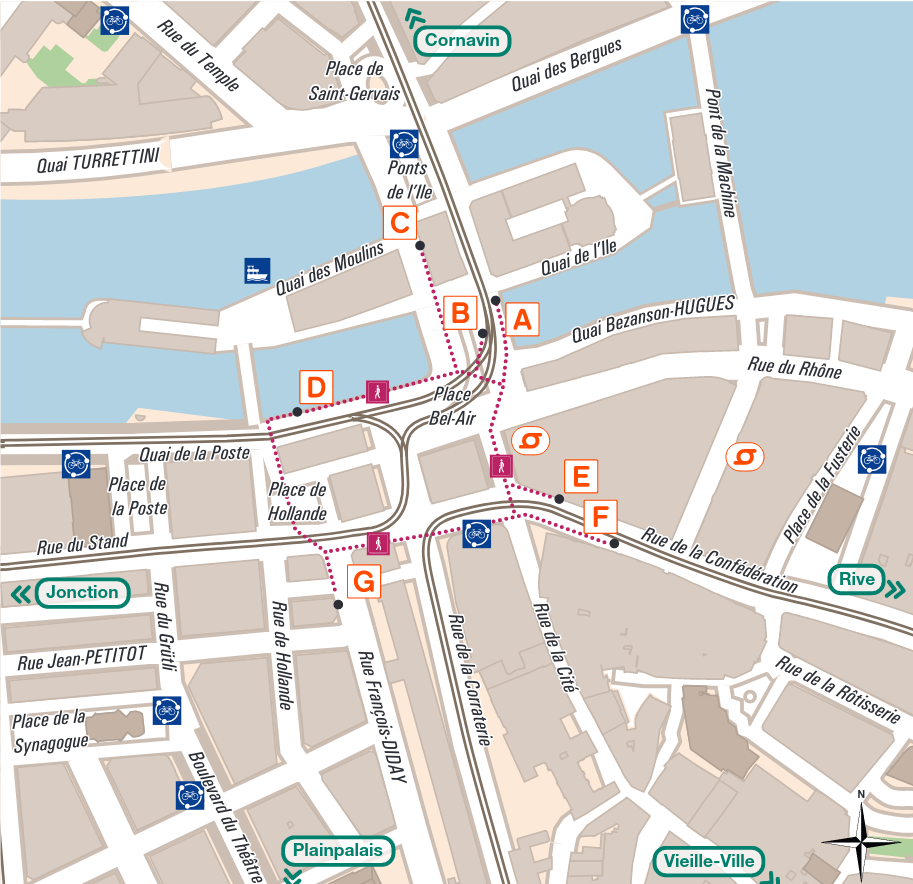 Cornavin
Rue du Temple
Place de
Saint-Gervais
Quai des Bergues
Pont de la Machine
Quai TURRETTINI
Ponts
de l'Ile
C
Quai des Moulins
Quai de l'Ile
B
A
Quai Bezanson-HUGUES
Rue du Rhône
D
Place
Bel-Air
Quai de la Poste
Place de
la Poste
Place de
Hollande
E
F
Place de la Fusterie
Rue du Stand
Rue de la Confédération
Jonction
G
Rive
Rue du Grütli
Rue de Hollande
Rue Jean-PETITOT
Rue François-DIDAY
Rue de la Corraterie
Rue de la Cité
Rue de la Rôtisserie
Place de la
Synagogue
Boulevard du Théâtre
Plainpalais
Vieille-Ville
N